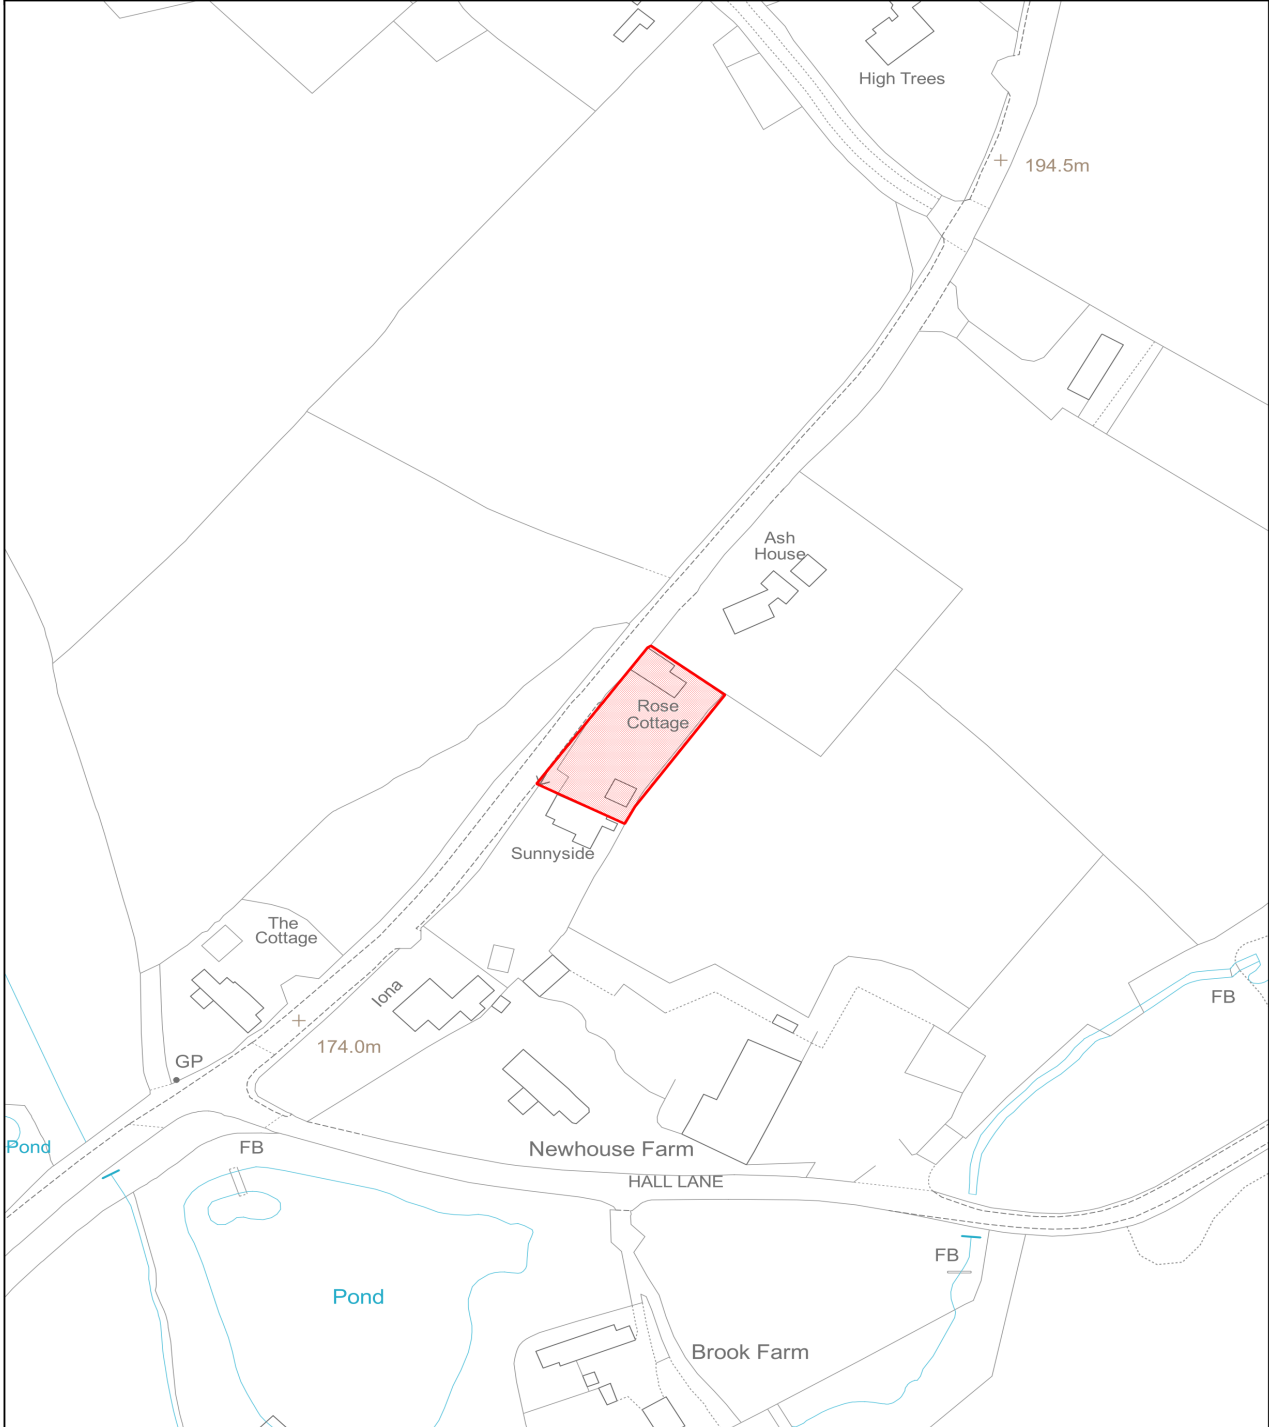 High Trees
194.5m
Ash
House
Rose
Cottage
Sunnyside
The
Cottage
Iona
FB
174.0m
GP
Pond
FB
Newhouse Farm
HALL LANE
FB
Pond
Brook Farm